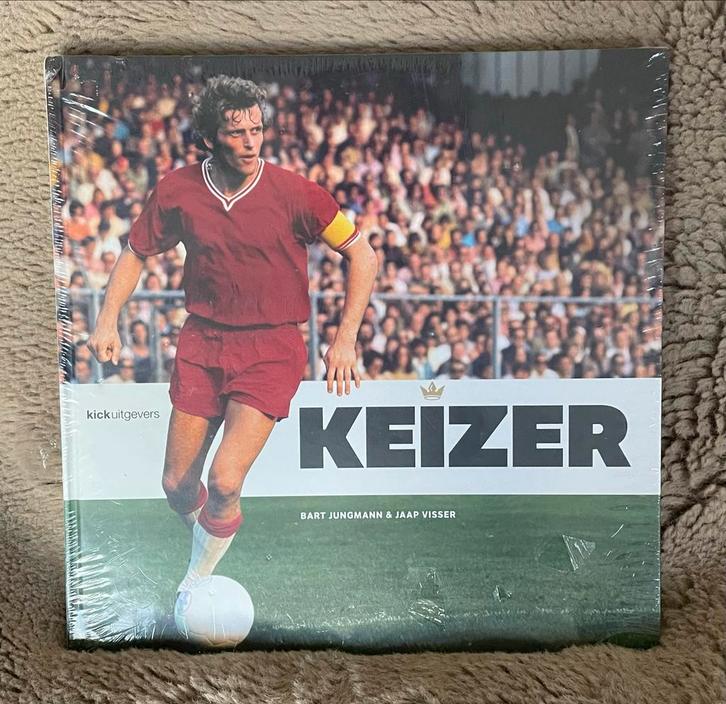 kickuitgevers
KEIZER
BART JUNGMANN & JAAP VISSER